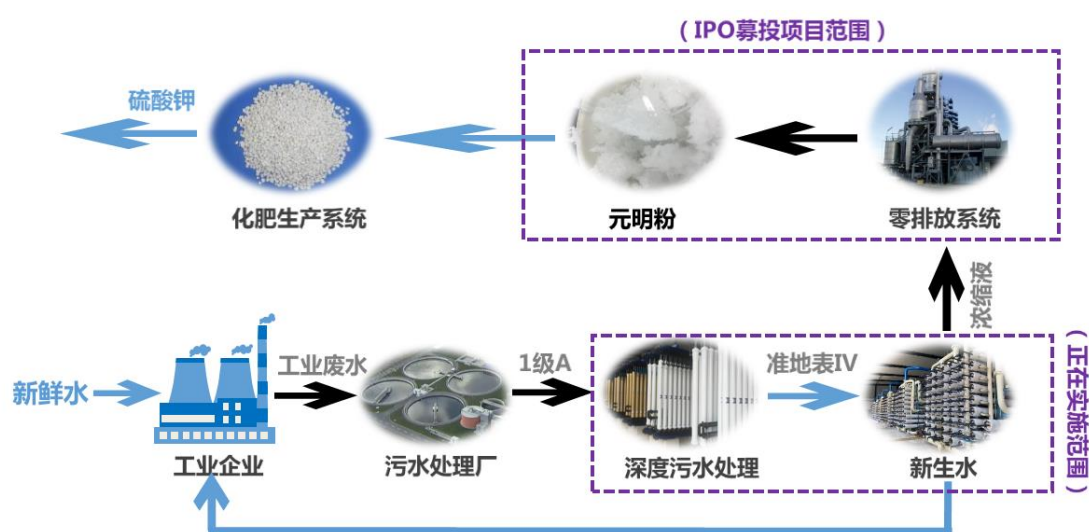 （IPO募投项目范围）
硫酸钾
化肥生产系统
元明粉
零排放系统
浓缩液
新鲜水
工业废水
1级A
准地表IV
工业企业
污水处理厂
深度污水处理
新生水
（正在实施范围）